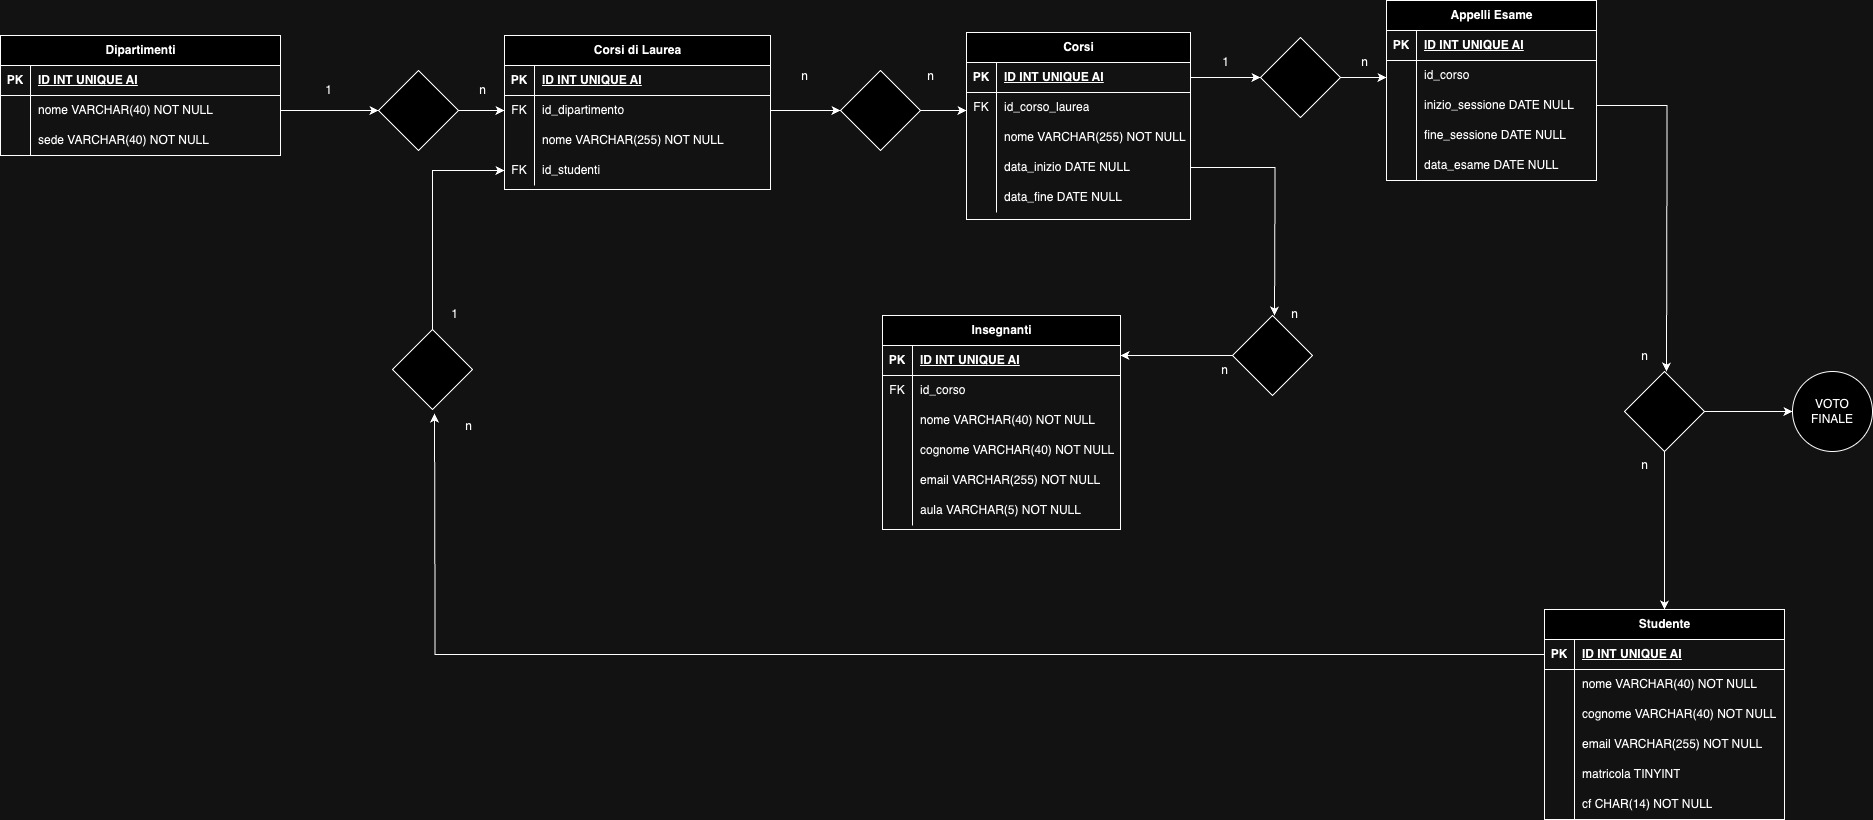 Dipartimenti
PK ID INT UNIQUE AI
nome VARCHAR(40) NOT NULL
sede VARCHAR(40) NOT NULL
1
n
Corsi di Laurea
PK ID INT UNIQUE AI
FK id_dipartimento
nome VARCHAR(255) NOT NULL
FK id_studenti
n
n
Corsi
PK ID INT UNIQUE AI
FK id_corso_laurea
nome VARCHAR(255) NOT NULL
data_inizio DATE NULL
data_fine DATE NULL
1
n
Appelli Esame
PK ID INT UNIQUE AI
id_corso
inizio_sessione DATE NULL
fine_sessione DATE NULL
data_esame DATE NULL
1
n
Insegnanti
PK ID INT UNIQUE AI
FK id_corso
nome VARCHAR(40) NOT NULL
cognome VARCHAR(40) NOT NULL
email VARCHAR(255) NOT NULL
aula VARCHAR(5) NOT NULL
n
n
n
n
VOTO
FINALE
Studente
PK ID INT UNIQUE AI
nome VARCHAR(40) NOT NULL
cognome VARCHAR(40) NOT NULL
email VARCHAR(255) NOT NULL
matricola TINYINT
cf CHAR(14) NOT NULL